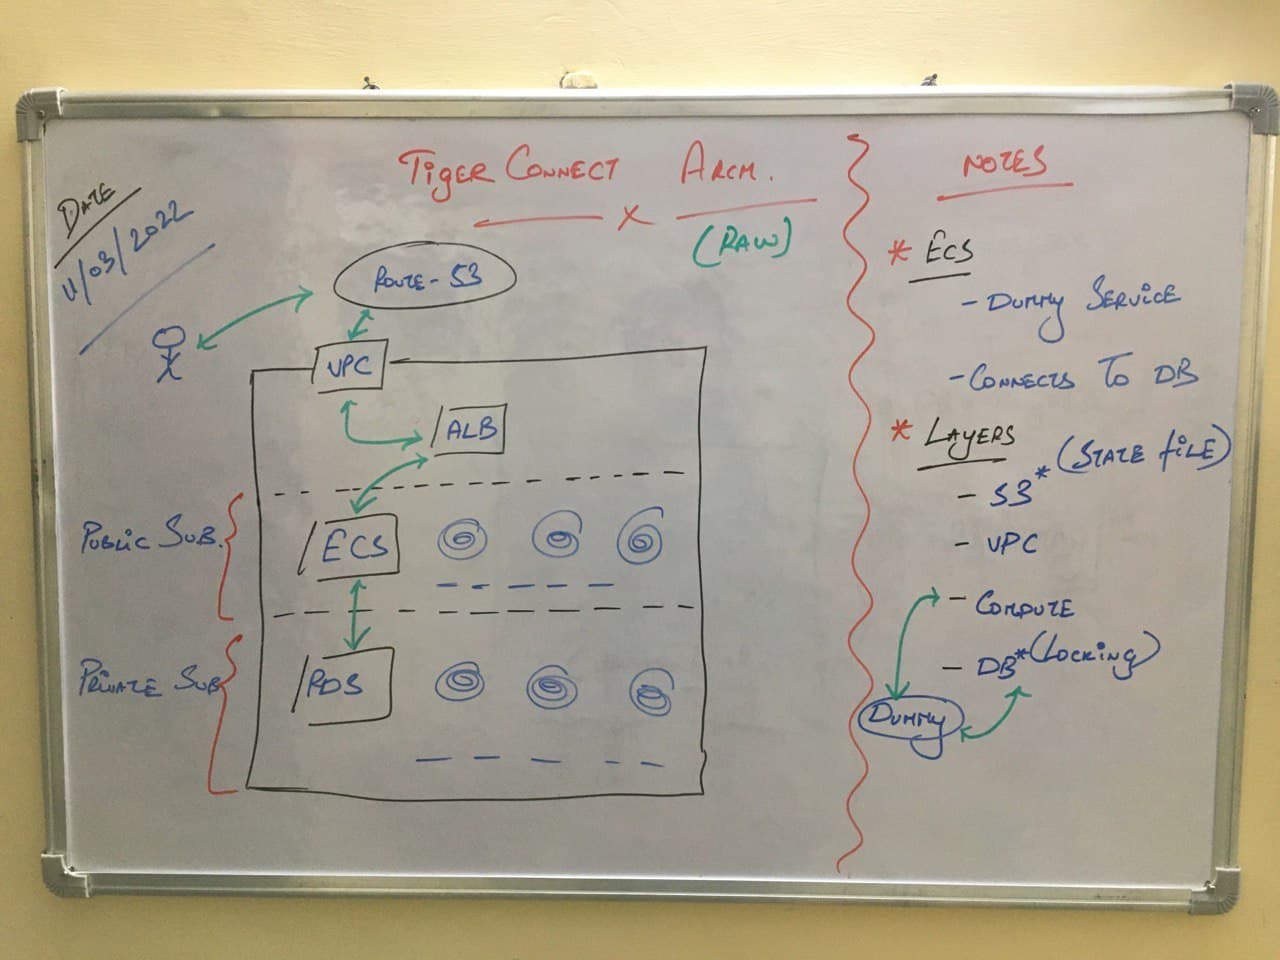 Tiger Connect Arch.
x
(Raw)
Date
11/03/2022
Route-53
VPC
ALB
Public Sub.
ECS
Private Sub
RDS
Notes
* ECS
- Dummy Service
- Connects To DB
* Layers
- S3* (State File)
- VPC
- Compute
- DB* (Locking)
Dummy